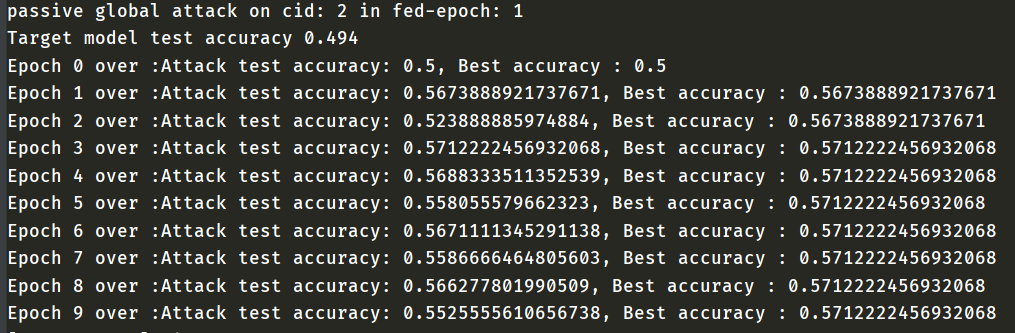 passive global attack on cid: 2 in fed-epoch: 1
Target model test accuracy 0.494
Epoch 0 over :Attack test accuracy: 0.5, Best accuracy : 0.5
Epoch 1 over :Attack test accuracy: 0.5673888921737671, Best accuracy : 0.5673888921737671
Epoch 2 over :Attack test accuracy: 0.523888885974884, Best accuracy : 0.5673888921737671
Epoch 3 over :Attack test accuracy: 0.5712222456932068, Best accuracy : 0.5712222456932068
Epoch 4 over :Attack test accuracy: 0.5688333511352539, Best accuracy : 0.5712222456932068
Epoch 5 over :Attack test accuracy: 0.558055579662323, Best accuracy : 0.5712222456932068
Epoch 6 over :Attack test accuracy: 0.5671111345291138, Best accuracy : 0.5712222456932068
Epoch 7 over :Attack test accuracy: 0.5586666464805603, Best accuracy : 0.5712222456932068
Epoch 8 over :Attack test accuracy: 0.566277801990509, Best accuracy : 0.5712222456932068
Epoch 9 over :Attack test accuracy: 0.5525555610656738, Best accuracy : 0.5712222456932068